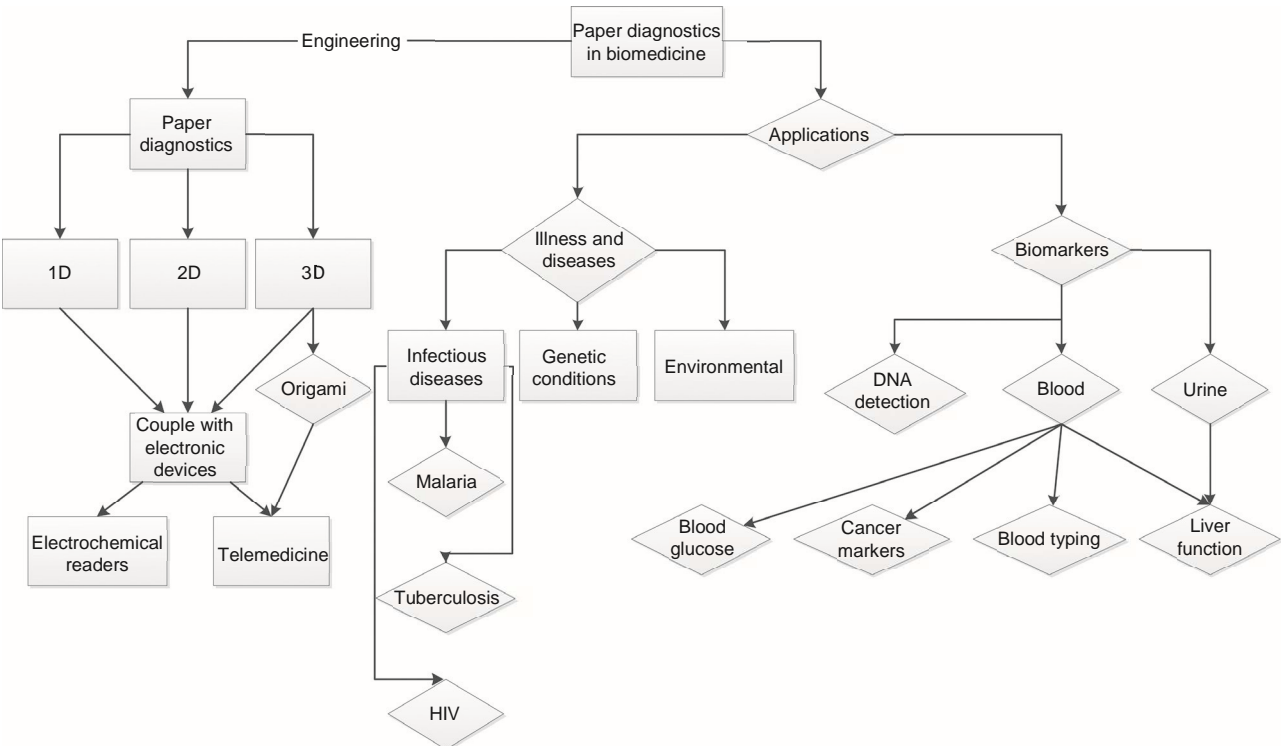 Engineering
Paper diagnostics
in biomedicine
Paper
diagnostics
Applications
1D
2D
3D
Illness and
diseases
Biomarkers
Infectious
diseases
Genetic
conditions
Environmental
Origami
DNA
detection
Blood
Urine
Couple with
electronic
devices
Malaria
Electrochemical
readers
Telemedicine
Blood
glucose
Cancer
markers
Blood typing
Liver
function
Tuberculosis
HIV